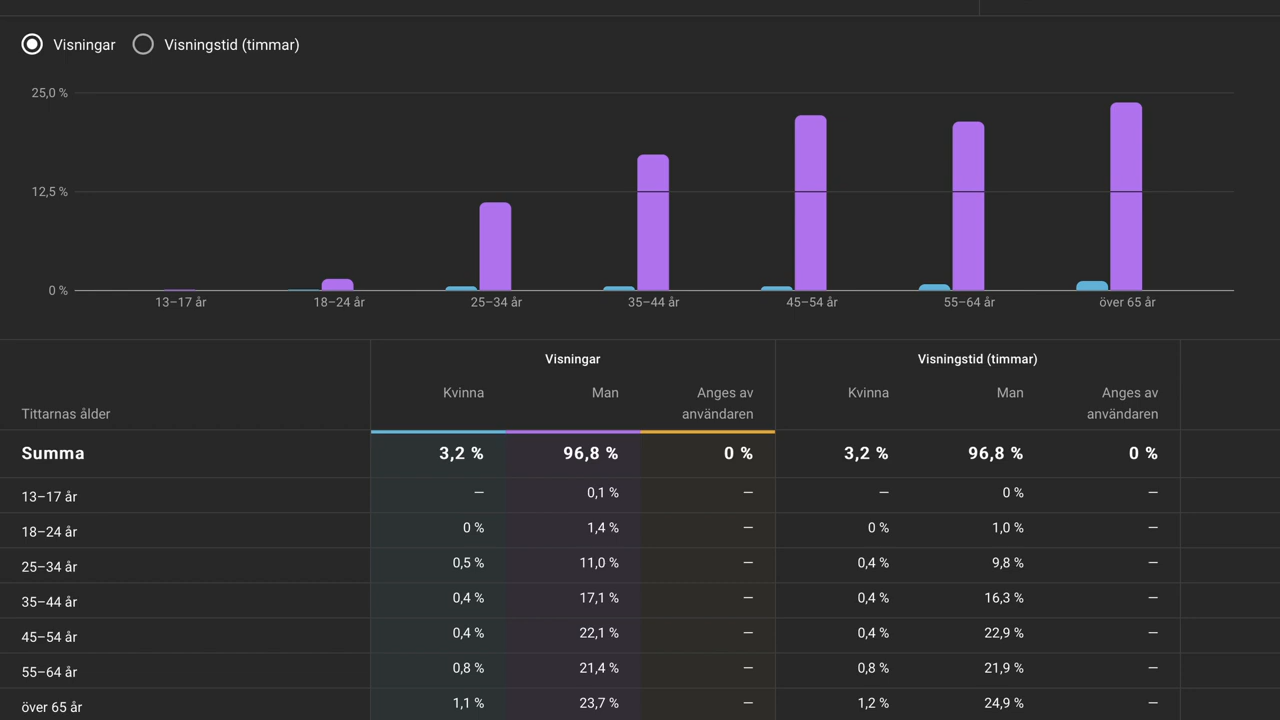 Visningar Visningstid (timmar)
25,0 %
12,5 %
0 %
13–17 år 18–24 år 25–34 år 35–44 år 45–54 år 55–64 år över 65 år
Visningar Visningstid (timmar)
Tittarnas ålder Kvinna Man Anges av användaren Kvinna Man Anges av användaren
Summa 3,2 % 96,8 % 0 % 3,2 % 96,8 % 0 %
13–17 år — 0,1 % — — 0 % —
18–24 år 0 % 1,4 % — 0 % 1,0 % —
25–34 år 0,5 % 11,0 % — 0,4 % 9,8 % —
35–44 år 0,4 % 17,1 % — 0,4 % 16,3 % —
45–54 år 0,4 % 22,1 % — 0,4 % 22,9 % —
55–64 år 0,8 % 21,4 % — 0,8 % 21,9 % —
över 65 år 1,1 % 23,7 % — 1,2 % 24,9 % —